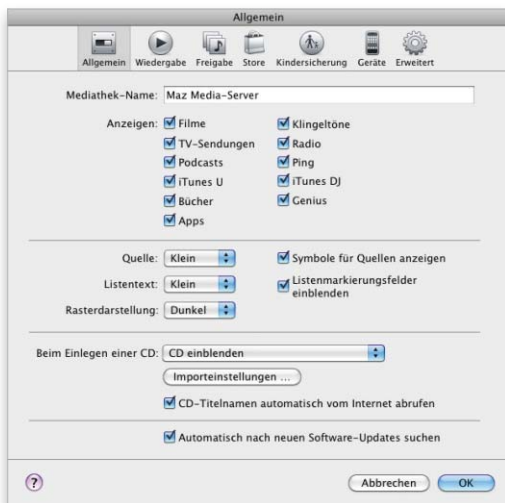 Allgemein
Allgemein Wiedergabe Freigabe Store Kindersicherung Geräte Erweitert
Mediathek-Name: Maz Media-Server
Anzeigen: Filme Klingeltöne
TV-Sendungen Radio
Podcasts Ping
iTunes U iTunes DJ
Bücher Genius
Apps
Quelle: Klein Symbole für Quellen anzeigen
Listentext: Klein Listenmarkierungsfelder
einblenden
Rasterdarstellung: Dunkel
Beim Einlegen einer CD: CD einblenden
Importeinstellungen ...
CD-Titelnamen automatisch vom Internet abrufen
Automatisch nach neuen Software-Updates suchen
? Abbrechen OK